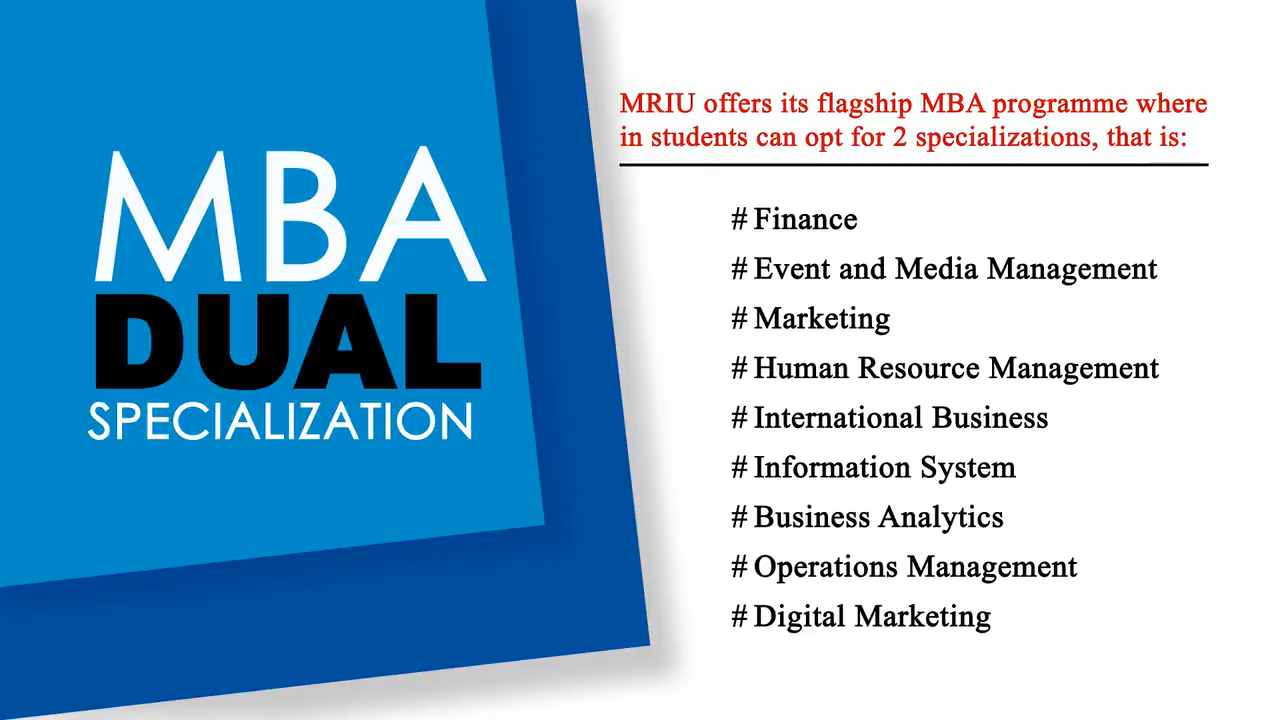 MBA
DUAL
SPECIALIZATION
MRIU offers its flagship MBA programme where
in students can opt for 2 specializations, that is:
# Finance
# Event and Media Management
# Marketing
# Human Resource Management
# International Business
# Information System
# Business Analytics
# Operations Management
# Digital Marketing